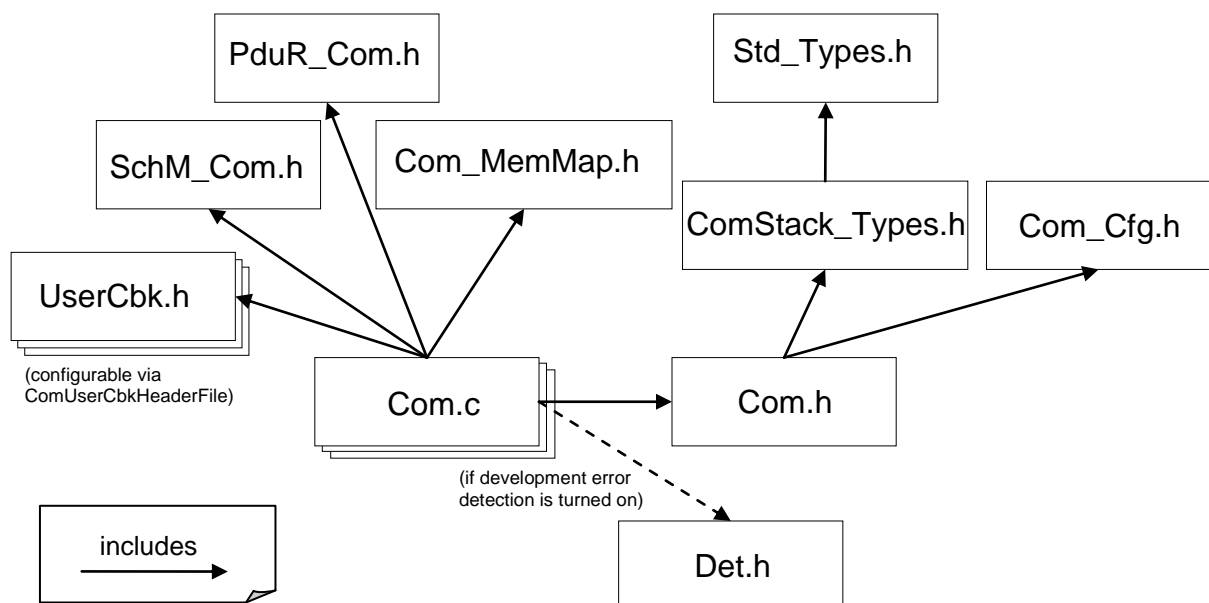 PduR_Com.h
Std_Types.h
SchM_Com.h
Com_MemMap.h
ComStack_Types.h
Com_Cfg.h
UserCbk.h
(configurable via
ComUserCbkHeaderFile)
Com.c
Com.h
(if development error
detection is turned on)
includes
Det.h